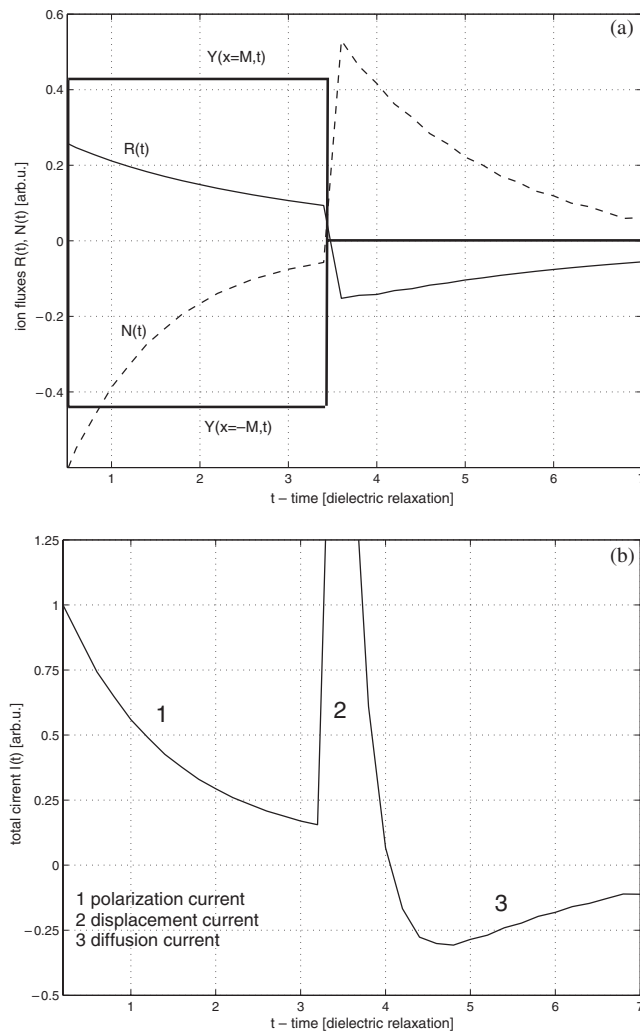 (a)
0.6
0.4
0.2
0
−0.2
−0.4
ion fluxes R(t), N(t) [arb.u.]
Y(x=M,t)
R(t)
N(t)
Y(x=−M,t)
1 2 3 4 5 6 7
t – time [dielectric relaxation]
(b)
1.25
1
0.75
0.5
0.25
0
−0.25
−0.5
total cirrent I(t) [arb.u.]
1
2
3
1 polarization current
2 displacement current
3 diffusion current
1 2 3 4 5 6 7
t – time [dielectric relaxation]